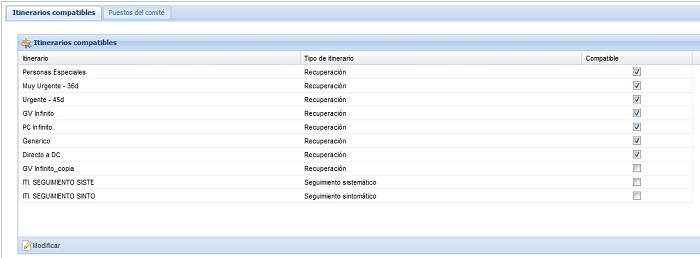 Itinerarios compatibles Puestos del comité
Itinerarios compatibles
Itinerario Tipo de itinerario Compatible
Personas Especiales Recuperación
Muy Urgente - 36d Recuperación
Urgente - 45d Recuperación
GV Infinito Recuperación
PC Infinito Recuperación
Generico Recuperación
Directo a DC Recuperación
GV Infinito_copia Recuperación
ITI. SEGUIMIENTO SISTE Seguimiento sistemático
ITI. SEGUIMIENTO SINTO Seguimiento sintomático
Modificar